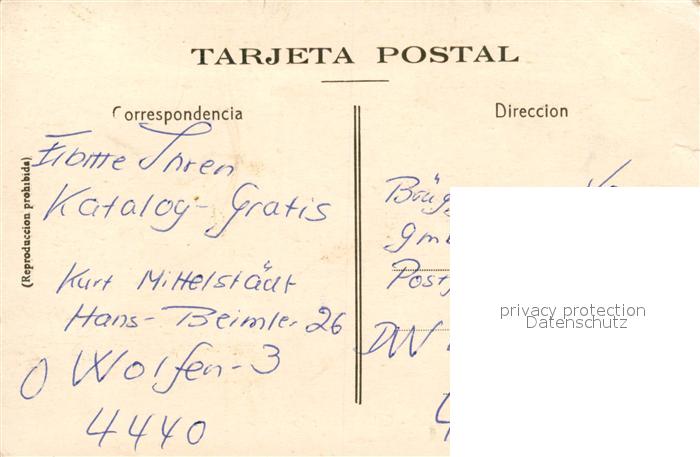 TARJETA POSTAL
Correspondencia
Direccion
(Reproduccion prohibida)
Ihren
Katalog - Gratis
Kurt Mittelstädt
Hans-Beimler 26
O Wolfen-3
4440
privacy protection
Datenschutz